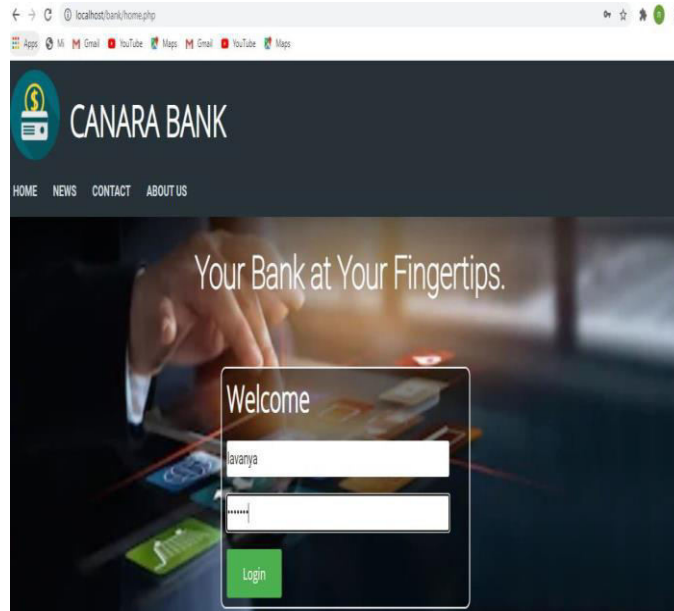 localhost/bank/home.php
Apps Mi Gmail YouTube Maps Gmail YouTube Maps
CANARA BANK
HOME NEWS CONTACT ABOUT US
Your Bank at Your Fingertips.
Welcome
lavanya
•••••••
Login